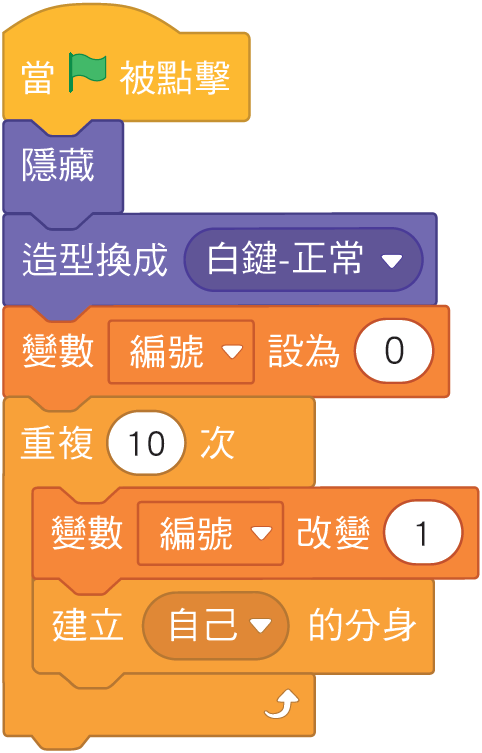 當 被點擊
隱藏
造型換成 白鍵-正常
變數 編號 設為 0
重複 10 次
變數 編號 改變 1
建立 自己 的分身